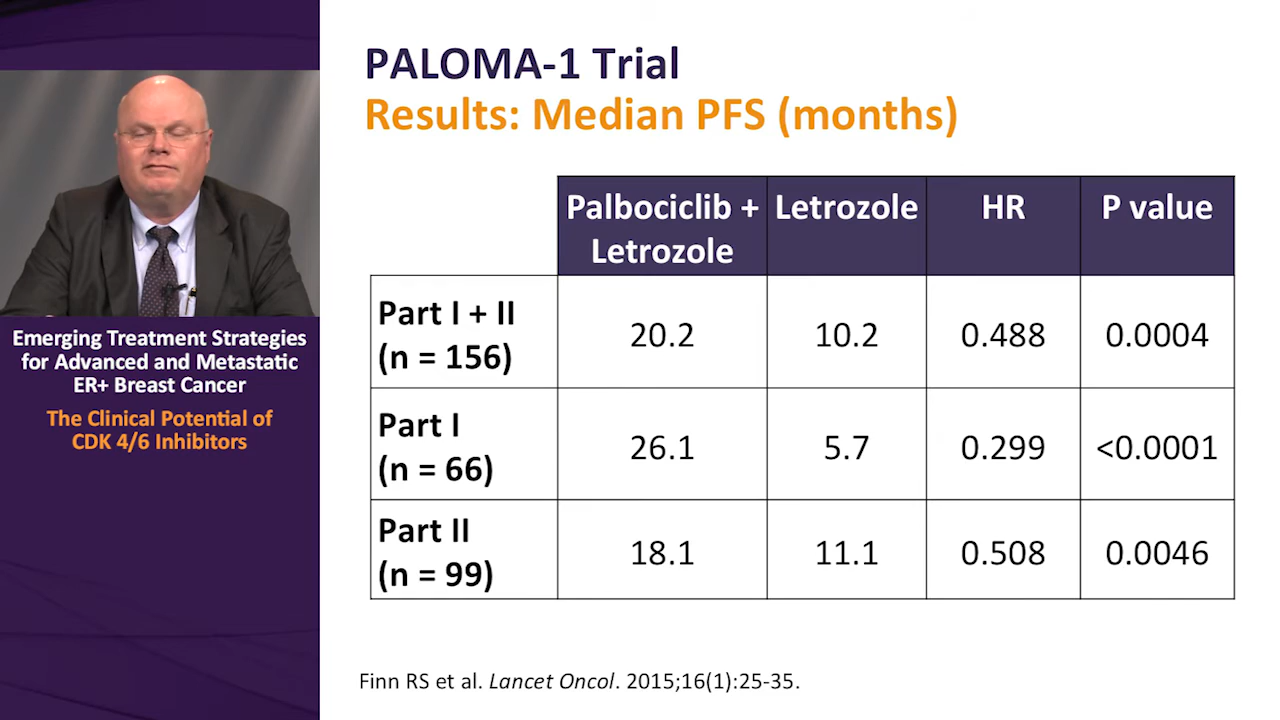 PALOMA-1 Trial
Results: Median PFS (months)
Palbociclib + Letrozole HR P value
Letrozole
Part I + II
(n = 156) 20.2 10.2 0.488 0.0004
Part I
(n = 66) 26.1 5.7 0.299 <0.0001
Part II
(n = 99) 18.1 11.1 0.508 0.0046
Finn RS et al. Lancet Oncol. 2015;16(1):25-35.
Emerging Treatment Strategies
for Advanced and Metastatic
ER+ Breast Cancer
The Clinical Potential of
CDK 4/6 Inhibitors